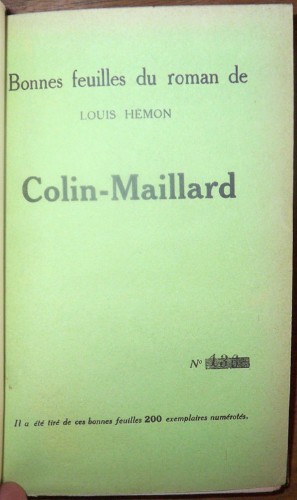 Bonnes feuilles du roman de
LOUIS HÉMON
Colin-Maillard
Nº
Il a été tiré de ces bonnes feuilles 200 exemplaires numérotés.